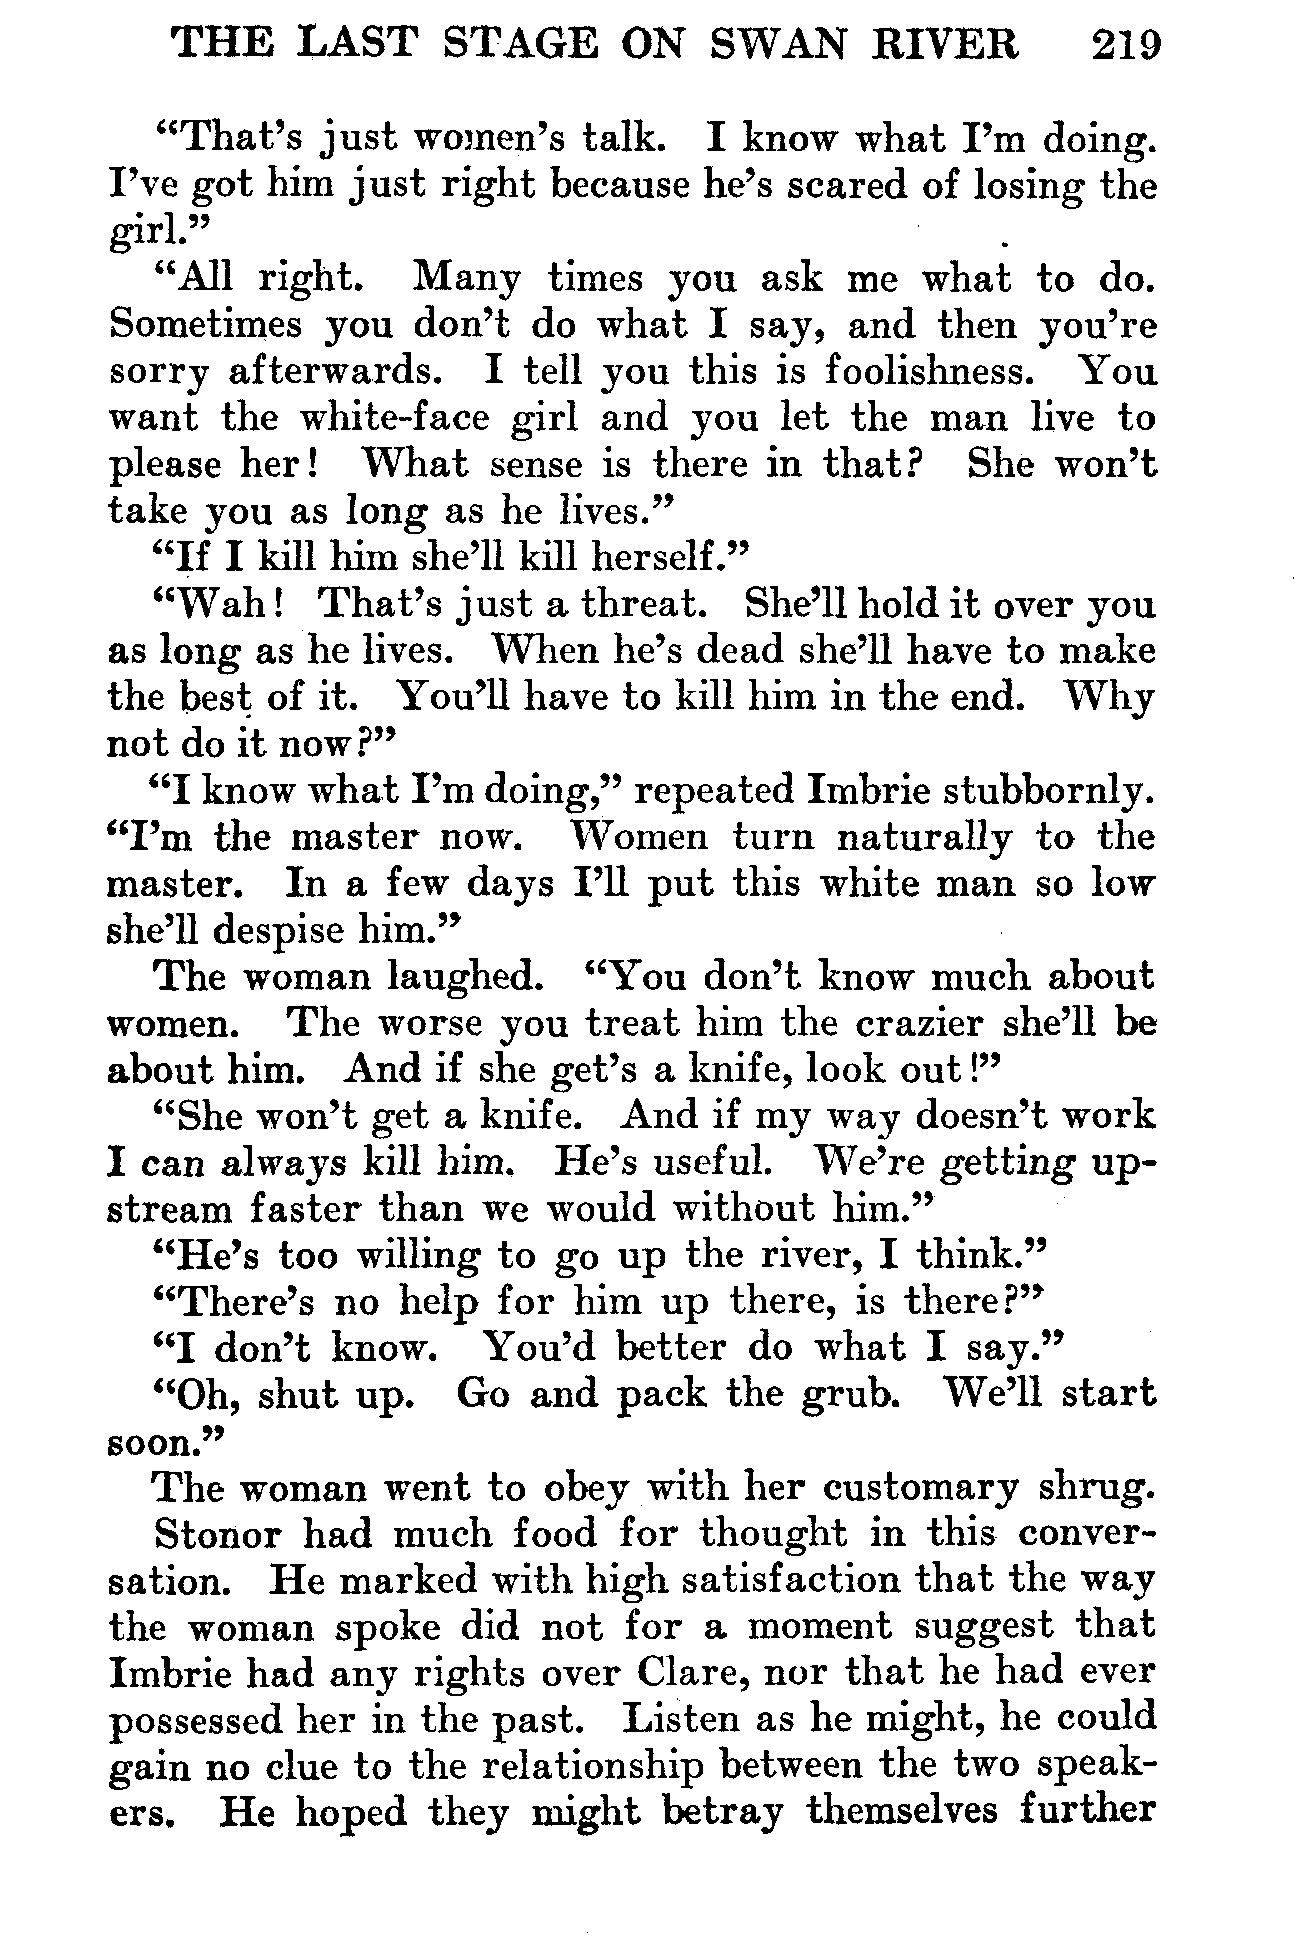 THE LAST STAGE ON SWAN RIVER 219
“That’s just women’s talk. I know what I’m doing.
I’ve got him just right because he’s scared of losing the
girl.”
“All right. Many times you ask me what to do.
Sometimes you don’t do what I say, and then you’re
sorry afterwards. I tell you this is foolishness. You
want the white-face girl and you let the man live to
please her! What sense is there in that? She won’t
take you as long as he lives.”
“If I kill him she’ll kill herself.”
“Wah! That’s just a threat. She’ll hold it over you
as long as he lives. When he’s dead she’ll have to make
the best of it. You’ll have to kill him in the end. Why
not do it now?”
“I know what I’m doing,” repeated Imbrie stubbornly.
“I’m the master now. Women turn naturally to the
master. In a few days I’ll put this white man so low
she’ll despise him.”
The woman laughed. “You don’t know much about
women. The worse you treat him the crazier she’ll be
about him. And if she get’s a knife, look out!”
“She won’t get a knife. And if my way doesn’t work
I can always kill him. He’s useful. We’re getting up-
stream faster than we would without him.”
“He’s too willing to go up the river, I think.”
“There’s no help for him up there, is there?”
“I don’t know. You’d better do what I say.”
“Oh, shut up. Go and pack the grub. We’ll start
soon.”
The woman went to obey with her customary shrug.
Stonor had much food for thought in this conver-
sation. He marked with high satisfaction that the way
the woman spoke did not for a moment suggest that
Imbrie had any rights over Clare, nor that he had ever
possessed her in the past. Listen as he might, he could
gain no clue to the relationship between the two speak-
ers. He hoped they might betray themselves further